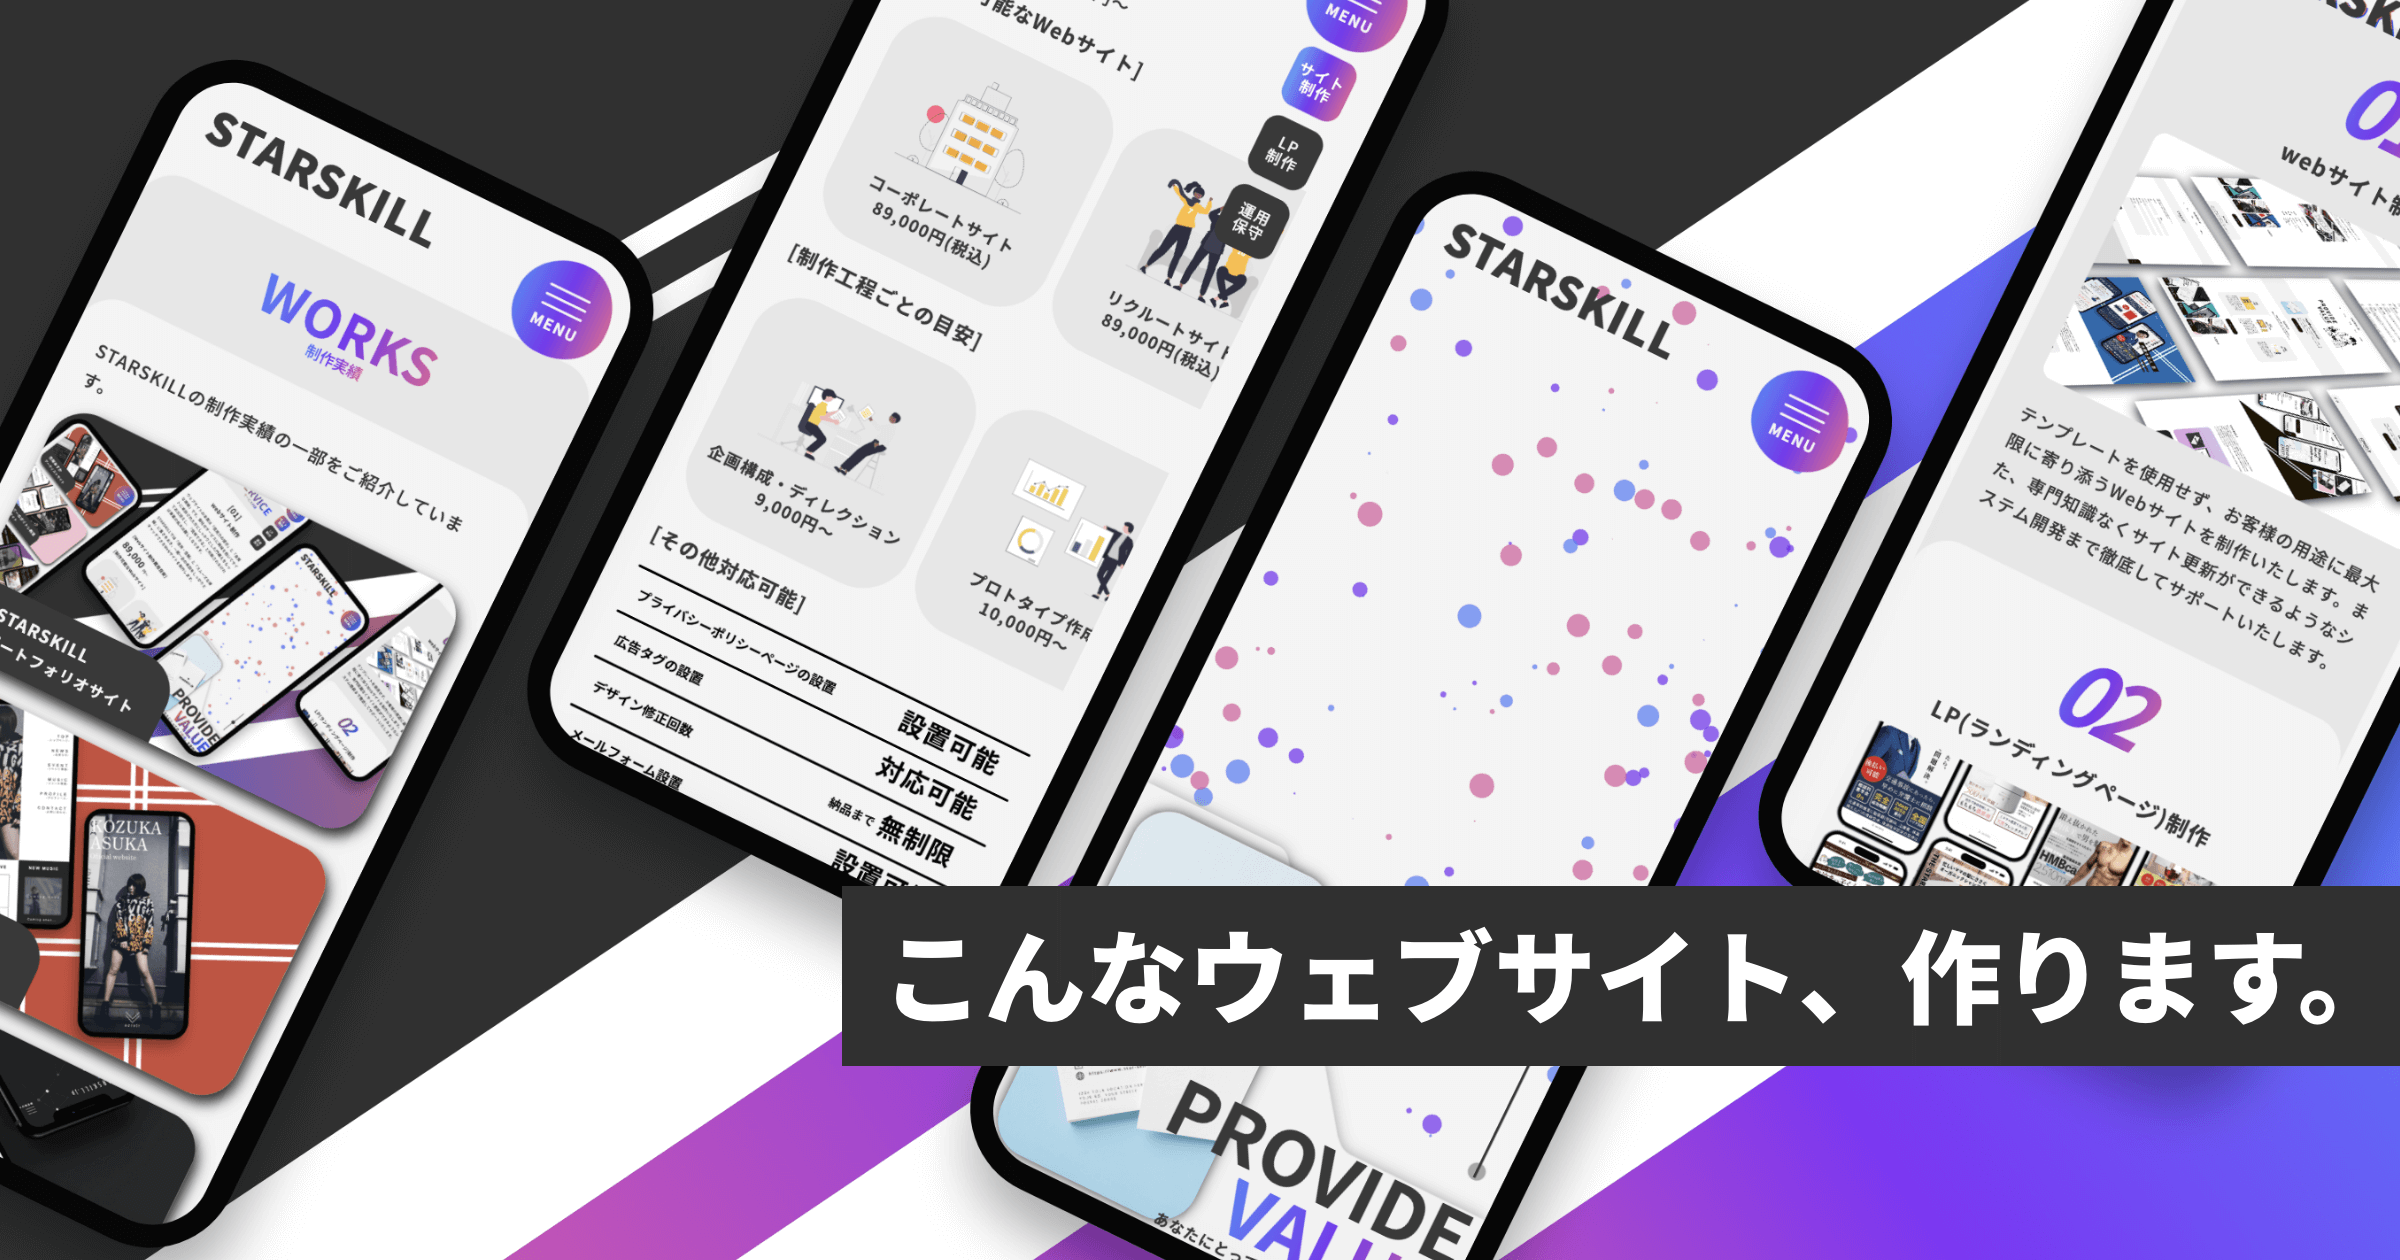 STARSKILL
MENU
WORKS
制作実績
STARSKILLの制作実績の一部をご紹介していま
す。
STARSKILL
ートフォリオサイト
KOZUKA
ASUKA
可能なWebサイト]
MENU
サイト
制作
LP
制作
運用
保守
コーポレートサイト
89,000円(税込)
リクルートサイト
89,000円(税込)
[制作工程ごとの目安]
企画構成・ディレクション
9,000円〜
プロトタイプ作成
10,000円〜
[その他対応可能]
プライバシーポリシーページの設置
設置可能
広告タグの設置
対応可能
デザイン修正回数
納品まで 無制限
メールフォーム設置
設置可
STARSKILL
MENU
PROVIDE
VALU
あなたにとって
01
webサイト制
テンプレートを使用せず、お客様の用途に最大
限に寄り添うWebサイトを制作いたします。ま
た、専門知識なくサイト更新ができるようなシ
ステム開発まで徹底してサポートいたします。
02
LP(ランディングページ)制作
こんなウェブサイト、作ります。